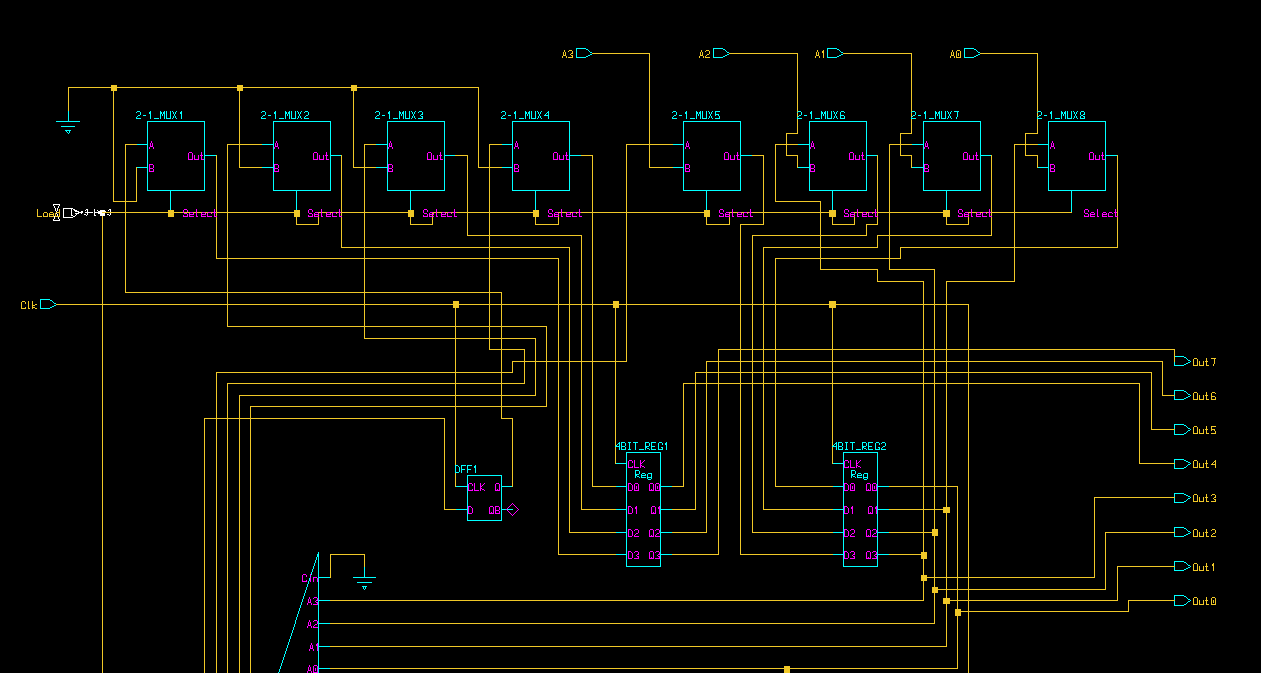 A3 A2 A1 A0
2-1_MUX1 2-1_MUX2 2-1_MUX3 2-1_MUX4 2-1_MUX5 2-1_MUX6 2-1_MUX7 2-1_MUX8
A A A A A A A A
Out Out Out Out Out Out Out Out
B B B B B B B B
Select Select Select Select Select Select Select Select
Clk
Out7
Out6
Out5
4BIT_REG1 4BIT_REG2
CLK CLK Out4
DFF1 Reg Reg
CLK Q D0 Q0 D0 Q0
Out3
D QB D1 Q1 D1 Q1
D2 Q2 D2 Q2 Out2
D3 Q3 D3 Q3
Out1
Cin
A3 Out0
A2
A1
A0